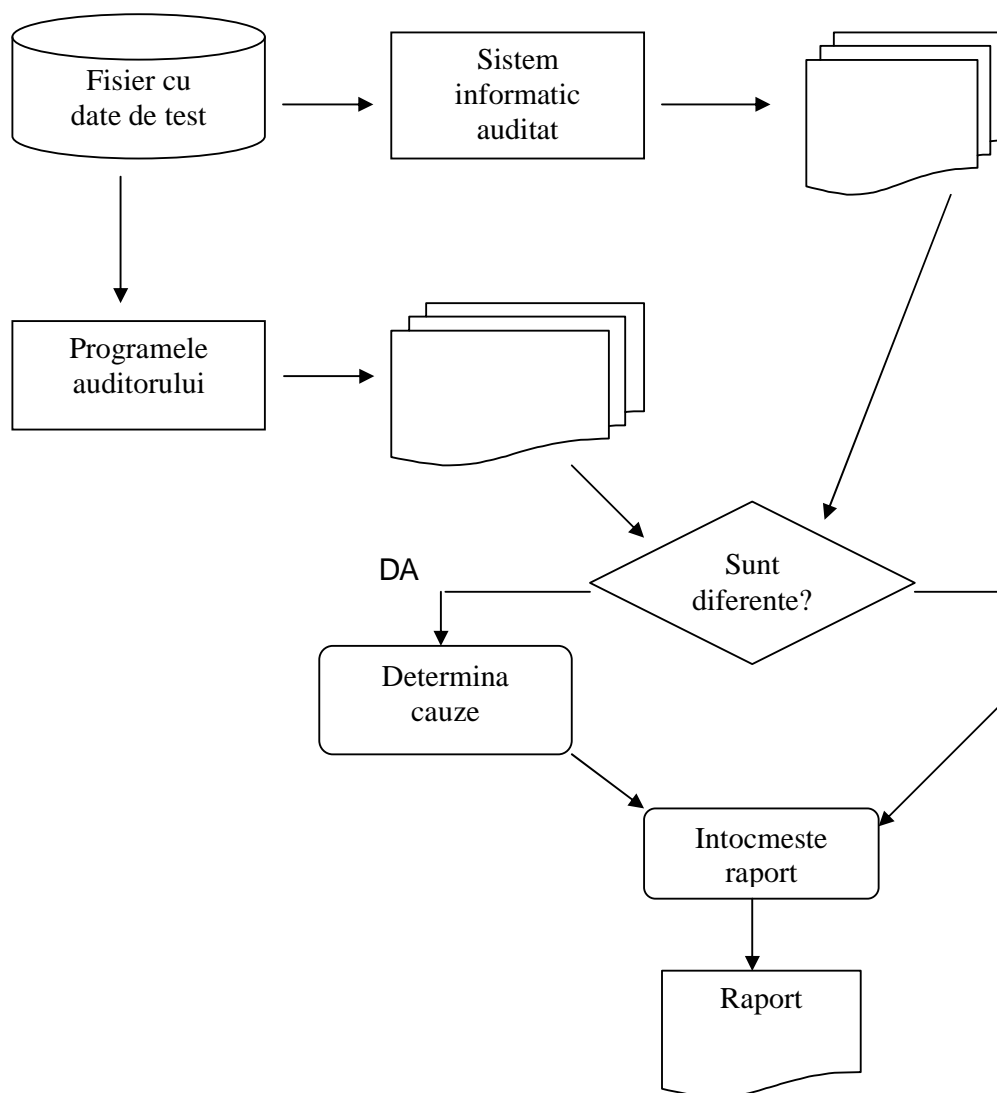 Fisier cu
date de test
Sistem
informatic
auditat
Programele
auditorului
Sunt
diferente?
DA
Determina
cauze
Intocmeste
raport
Raport